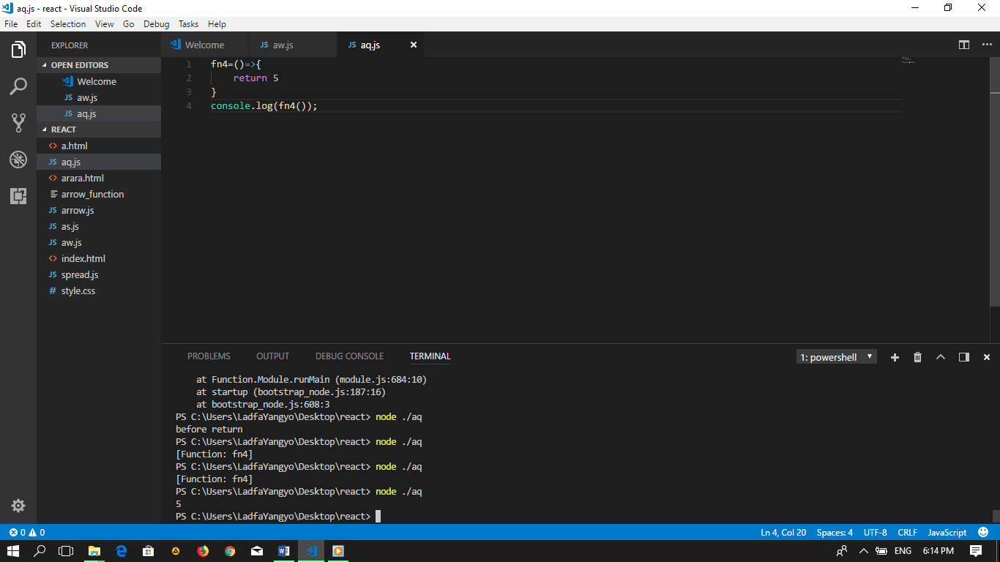 aq.js - react - Visual Studio Code
File Edit Selection View Go Debug Tasks Help
EXPLORER
OPEN EDITORS
Welcome
JS aw.js
JS aq.js
REACT
<> a.html
JS aq.js
<> arara.html
arrow_function
JS arrow.js
JS as.js
JS aw.js
<> index.html
JS spread.js
# style.css
Welcome JS aw.js JS aq.js
1 fn4=()=>{
2 return 5
3 }
4 console.log(fn4());
PROBLEMS OUTPUT DEBUG CONSOLE TERMINAL 1: powershell
at Function.Module.runMain (module.js:684:10)
at startup (bootstrap_node.js:187:16)
at bootstrap_node.js:608:3
PS C:\Users\LadfaYangyo\Desktop\react> node ./aq
before return
PS C:\Users\LadfaYangyo\Desktop\react> node ./aq
[Function: fn4]
PS C:\Users\LadfaYangyo\Desktop\react> node ./aq
[Function: fn4]
PS C:\Users\LadfaYangyo\Desktop\react> node ./aq
5
PS C:\Users\LadfaYangyo\Desktop\react>
0 0 Ln 4, Col 20 Spaces: 4 UTF-8 CRLF JavaScript
ENG 6:14 PM